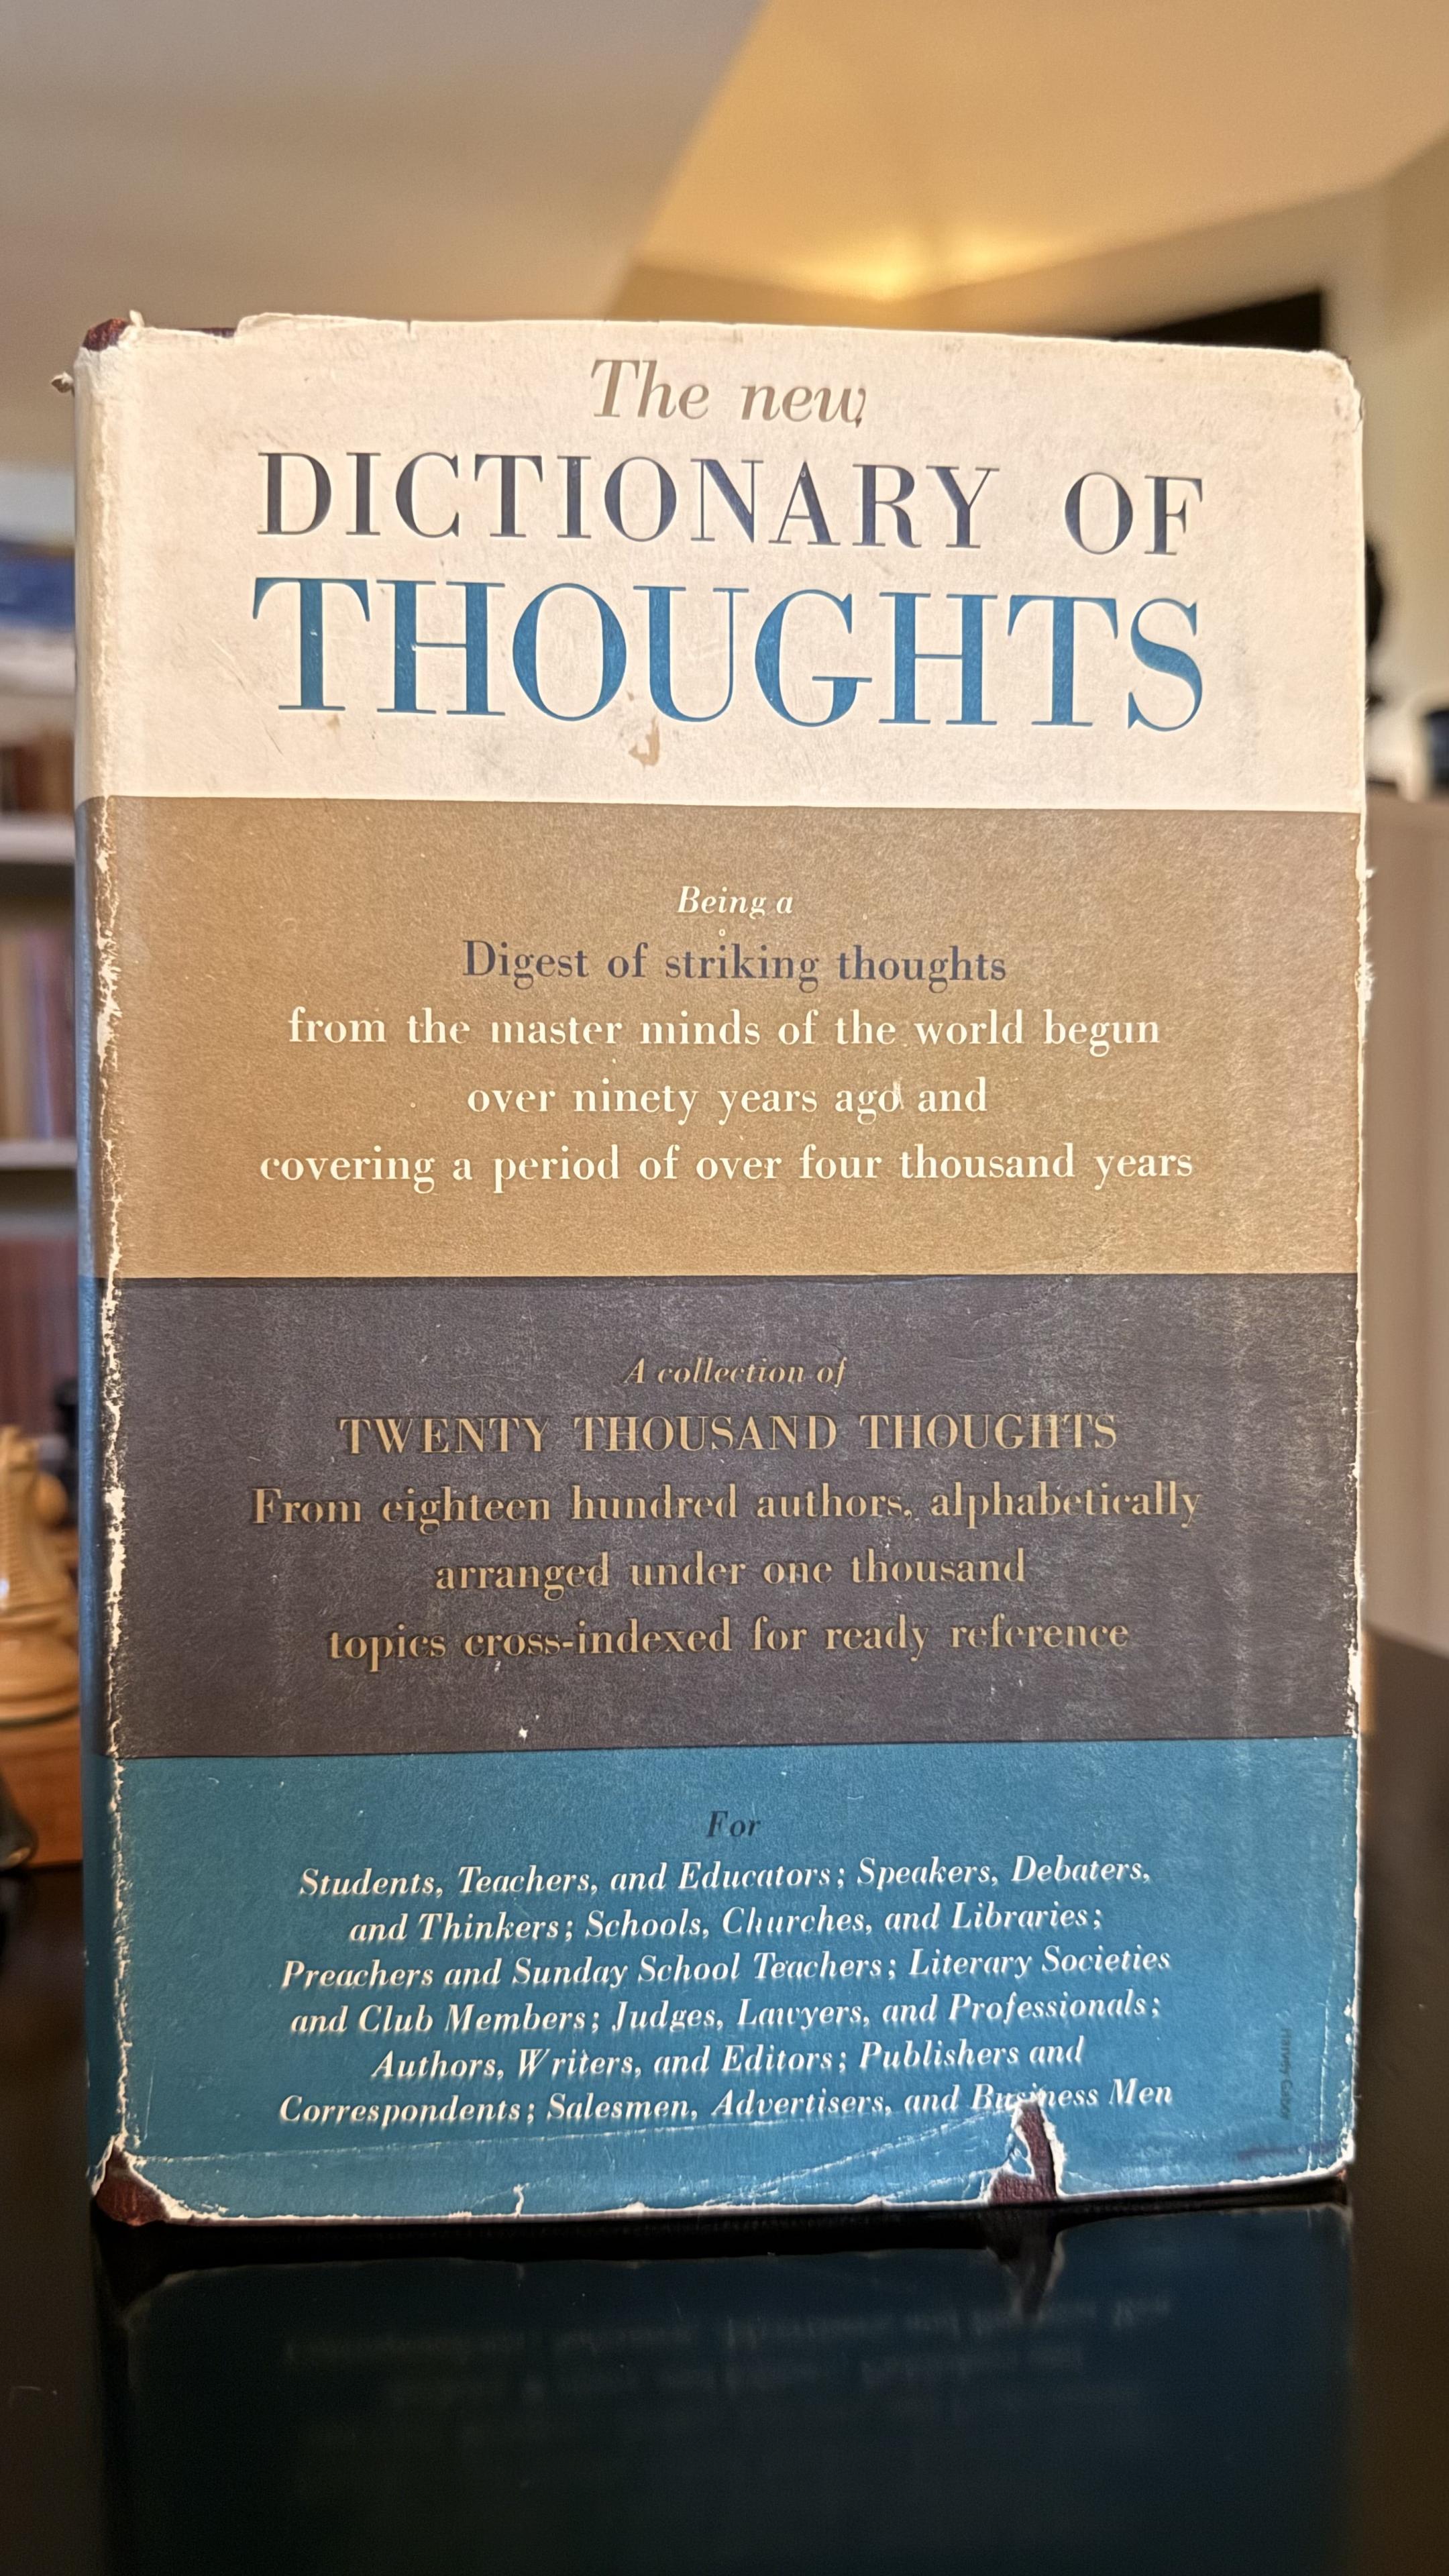 The new
DICTIONARY OF
THOUGHTS
Being a
Digest of striking thoughts
from the master minds of the world begun
over ninety years ago and
covering a period of over four thousand years
A collection of
TWENTY THOUSAND THOUGHTS
From eighteen hundred authors, alphabetically
arranged under one thousand
topics cross-indexed for ready reference
For
Students, Teachers, and Educators; Speakers, Debaters,
and Thinkers; Schools, Churches, and Libraries;
Preachers and Sunday School Teachers; Literary Societies
and Club Members; Judges, Lawyers, and Professionals;
Authors, Writers, and Editors; Publishers and
Correspondents; Salesmen, Advertisers, and Business Men